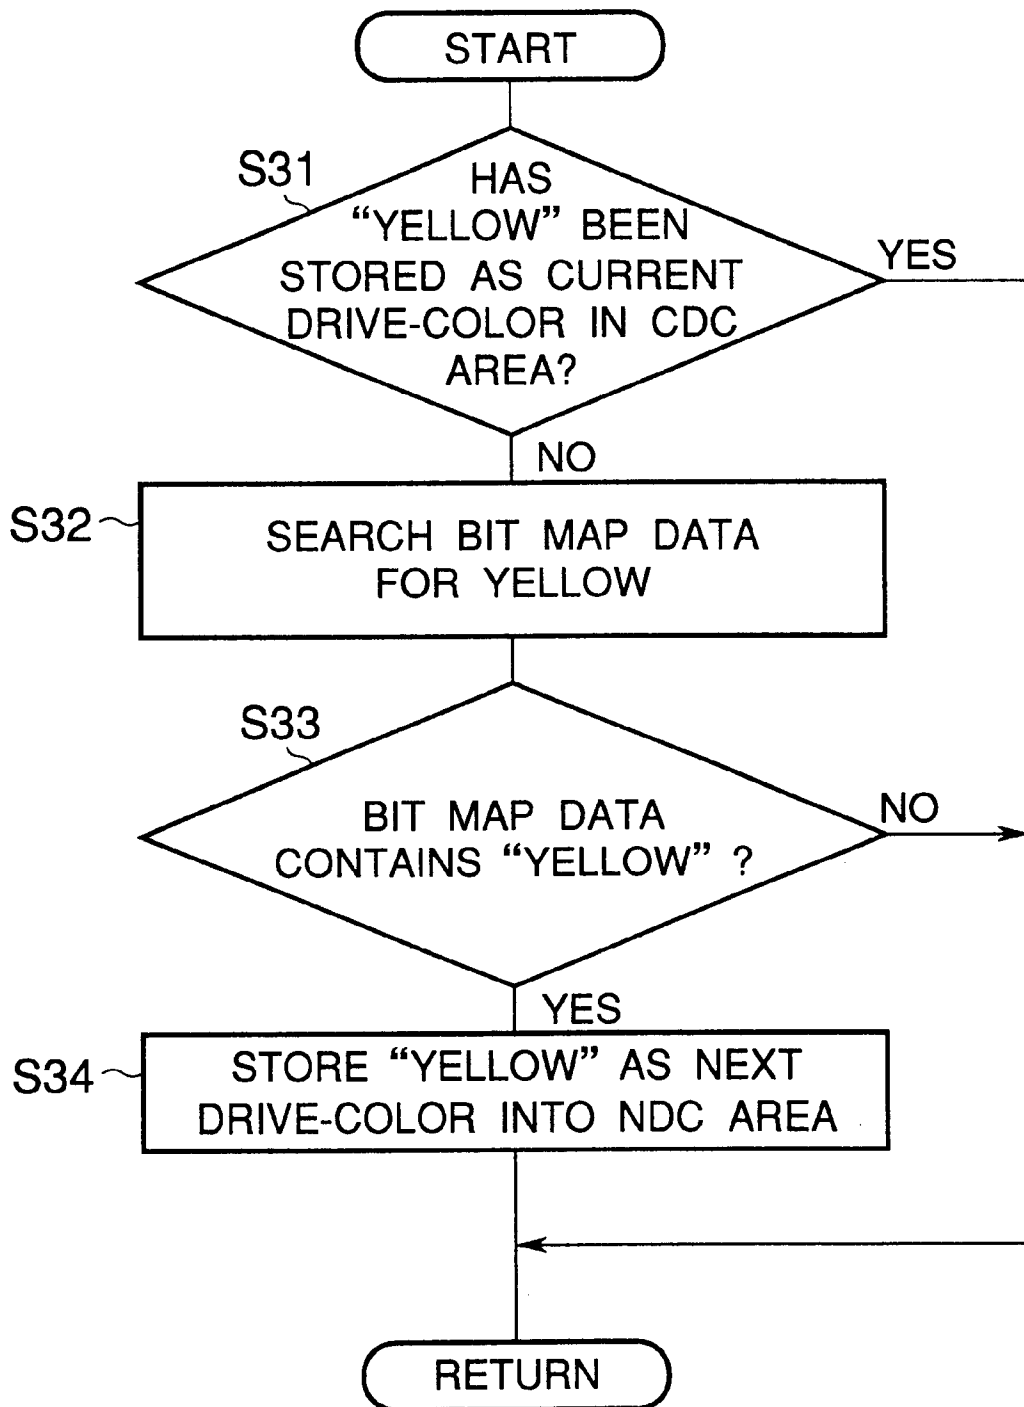 START
S31
HAS
“YELLOW” BEEN
STORED AS CURRENT
DRIVE-COLOR IN CDC
AREA?
YES
NO
S32
SEARCH BIT MAP DATA
FOR YELLOW
S33
BIT MAP DATA
CONTAINS “YELLOW” ?
NO
YES
S34
STORE “YELLOW” AS NEXT
DRIVE-COLOR INTO NDC AREA
RETURN